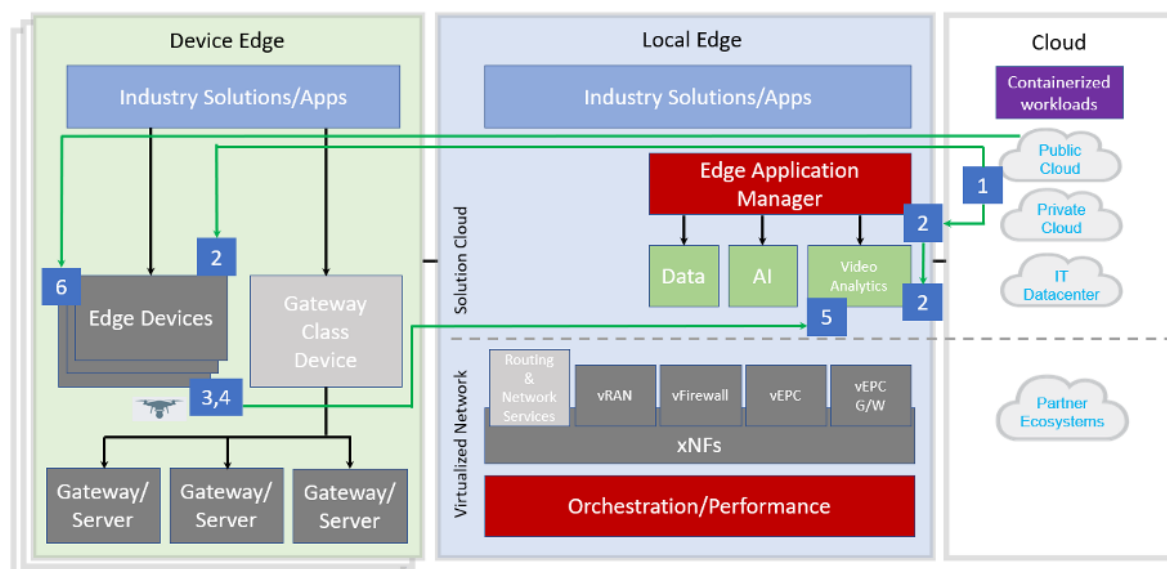 Device Edge
Industry Solutions/Apps
6
2
Edge Devices
Gateway
Class
Device
3,4
Gateway/
Server
Gateway/
Server
Gateway/
Server
Local Edge
Industry Solutions/Apps
Solution Cloud
Edge Application
Manager
2
Data
AI
Video
Analytics
2
5
Virtualized Network
Routing
&
Network
Services
vRAN
vFirewall
vEPC
vEPC
G/W
xNFs
Orchestration/Performance
Cloud
Containerized
workloads
Public
Cloud
1
Private
Cloud
IT
Datacenter
Partner
Ecosystems